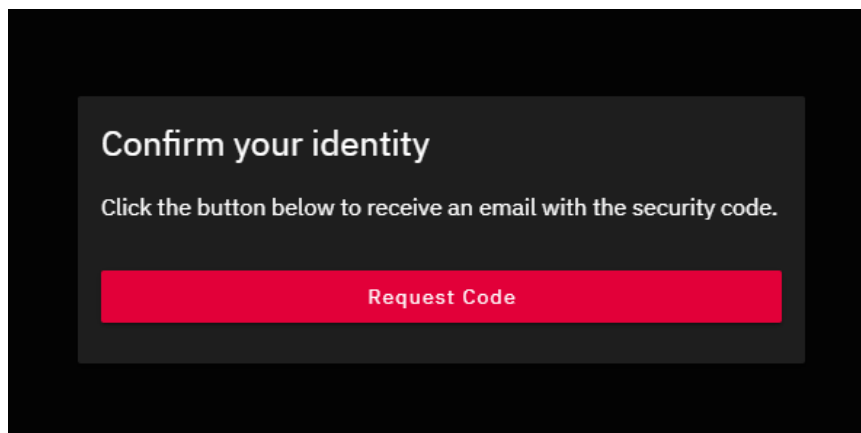 Confirm your identity
Click the button below to receive an email with the security code.
Request Code